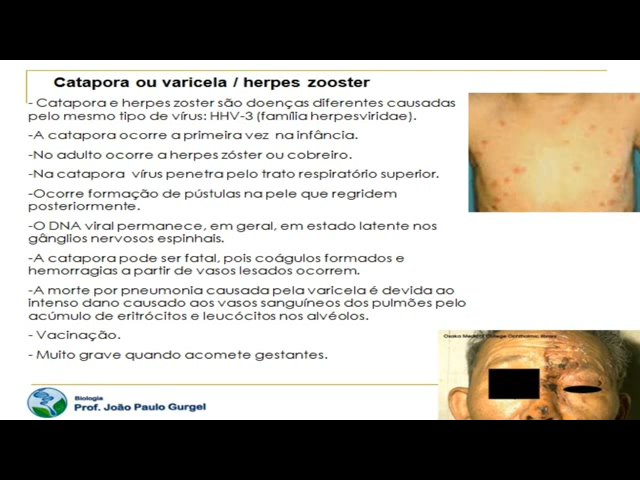 Catapora ou varicela / herpes zooster
- Catapora e herpes zoster são doenças diferentes causadas
pelo mesmo tipo de vírus: HHV-3 (família herpesviridae).
-A catapora ocorre a primeira vez na infância.
-No adulto ocorre a herpes zóster ou cobreiro.
-Na catapora vírus penetra pelo trato respiratório superior.
-Ocorre formação de pústulas na pele que regridem
posteriormente.
-O DNA viral permanece, em geral, em estado latente nos
gânglios nervosos espinhais.
-A catapora pode ser fatal, pois coágulos formados e
hemorragias a partir de vasos lesados ocorrem.
-A morte por pneumonia causada pela varicela é devida ao
intenso dano causado aos vasos sanguíneos dos pulmões pelo
acúmulo de eritrócitos e leucócitos nos alvéolos.
- Vacinação.
- Muito grave quando acomete gestantes.
Osaka Medical College Ophthalmic
Biologia
Prof. João Paulo Gurgel